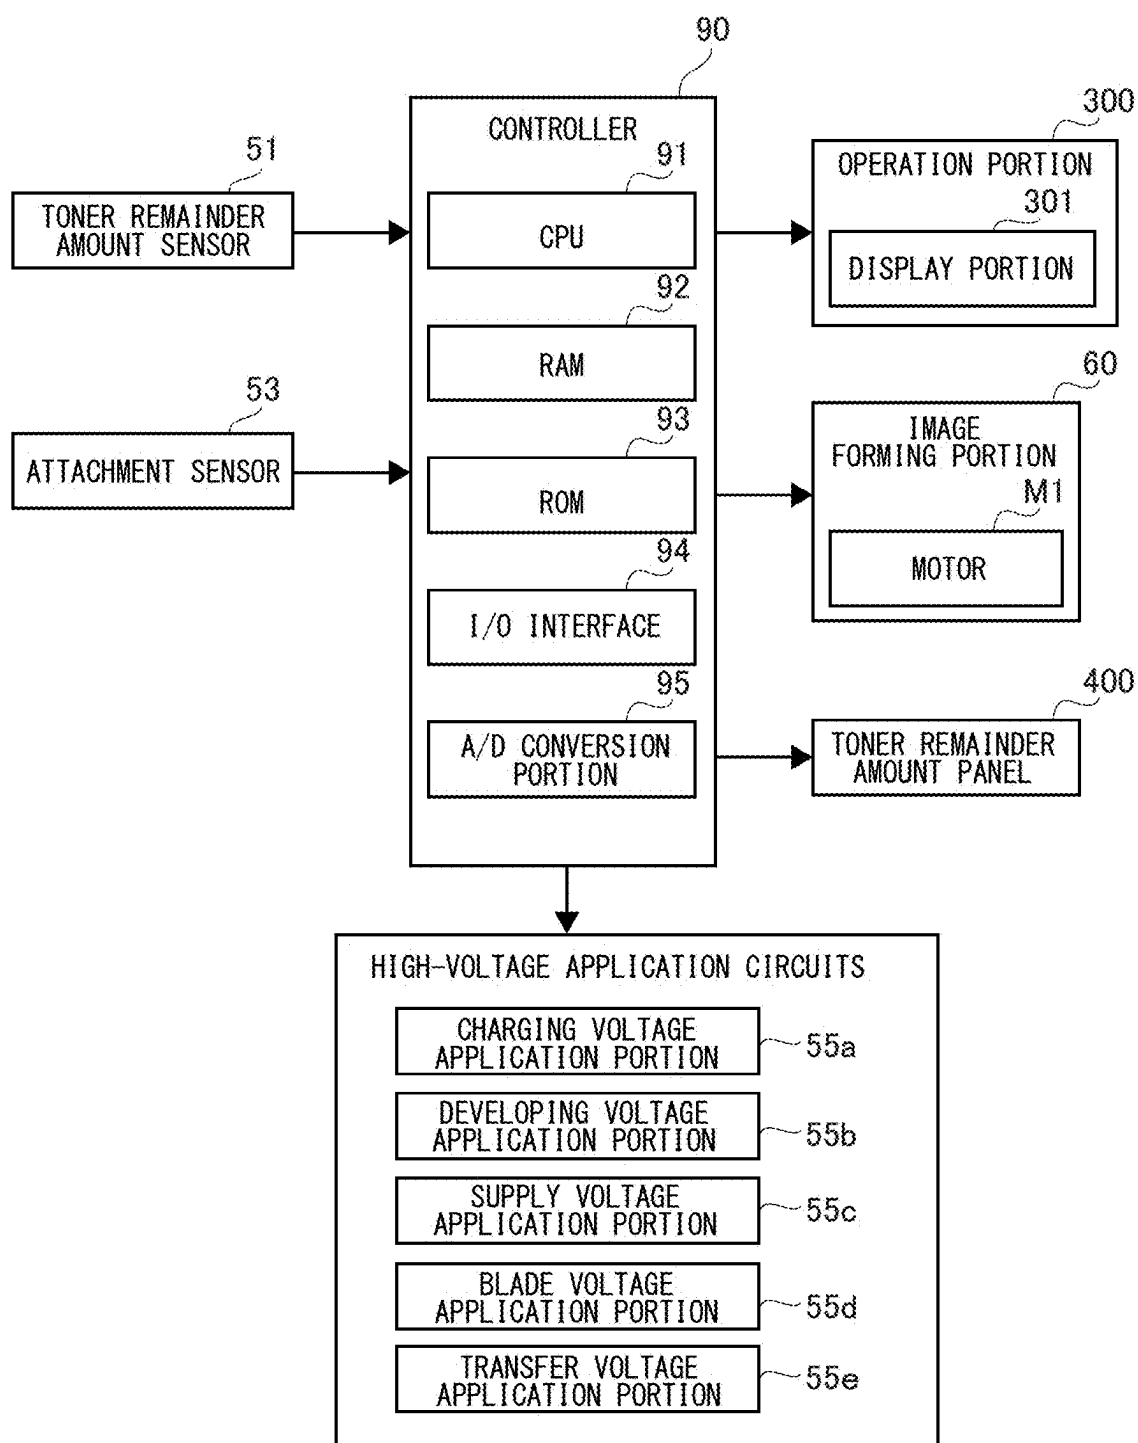 90
CONTROLLER
51
TONER REMAINDER
AMOUNT SENSOR
91
CPU
300
OPERATION PORTION
301
DISPLAY PORTION
92
RAM
53
ATTACHMENT SENSOR
93
ROM
60
IMAGE
FORMING PORTION
M1
MOTOR
94
I/O INTERFACE
95
A/D CONVERSION
PORTION
400
TONER REMAINDER
AMOUNT PANEL
HIGH-VOLTAGE APPLICATION CIRCUITS
CHARGING VOLTAGE
APPLICATION PORTION
55a
DEVELOPING VOLTAGE
APPLICATION PORTION
55b
SUPPLY VOLTAGE
APPLICATION PORTION
55c
BLADE VOLTAGE
APPLICATION PORTION
55d
TRANSFER VOLTAGE
APPLICATION PORTION
55e